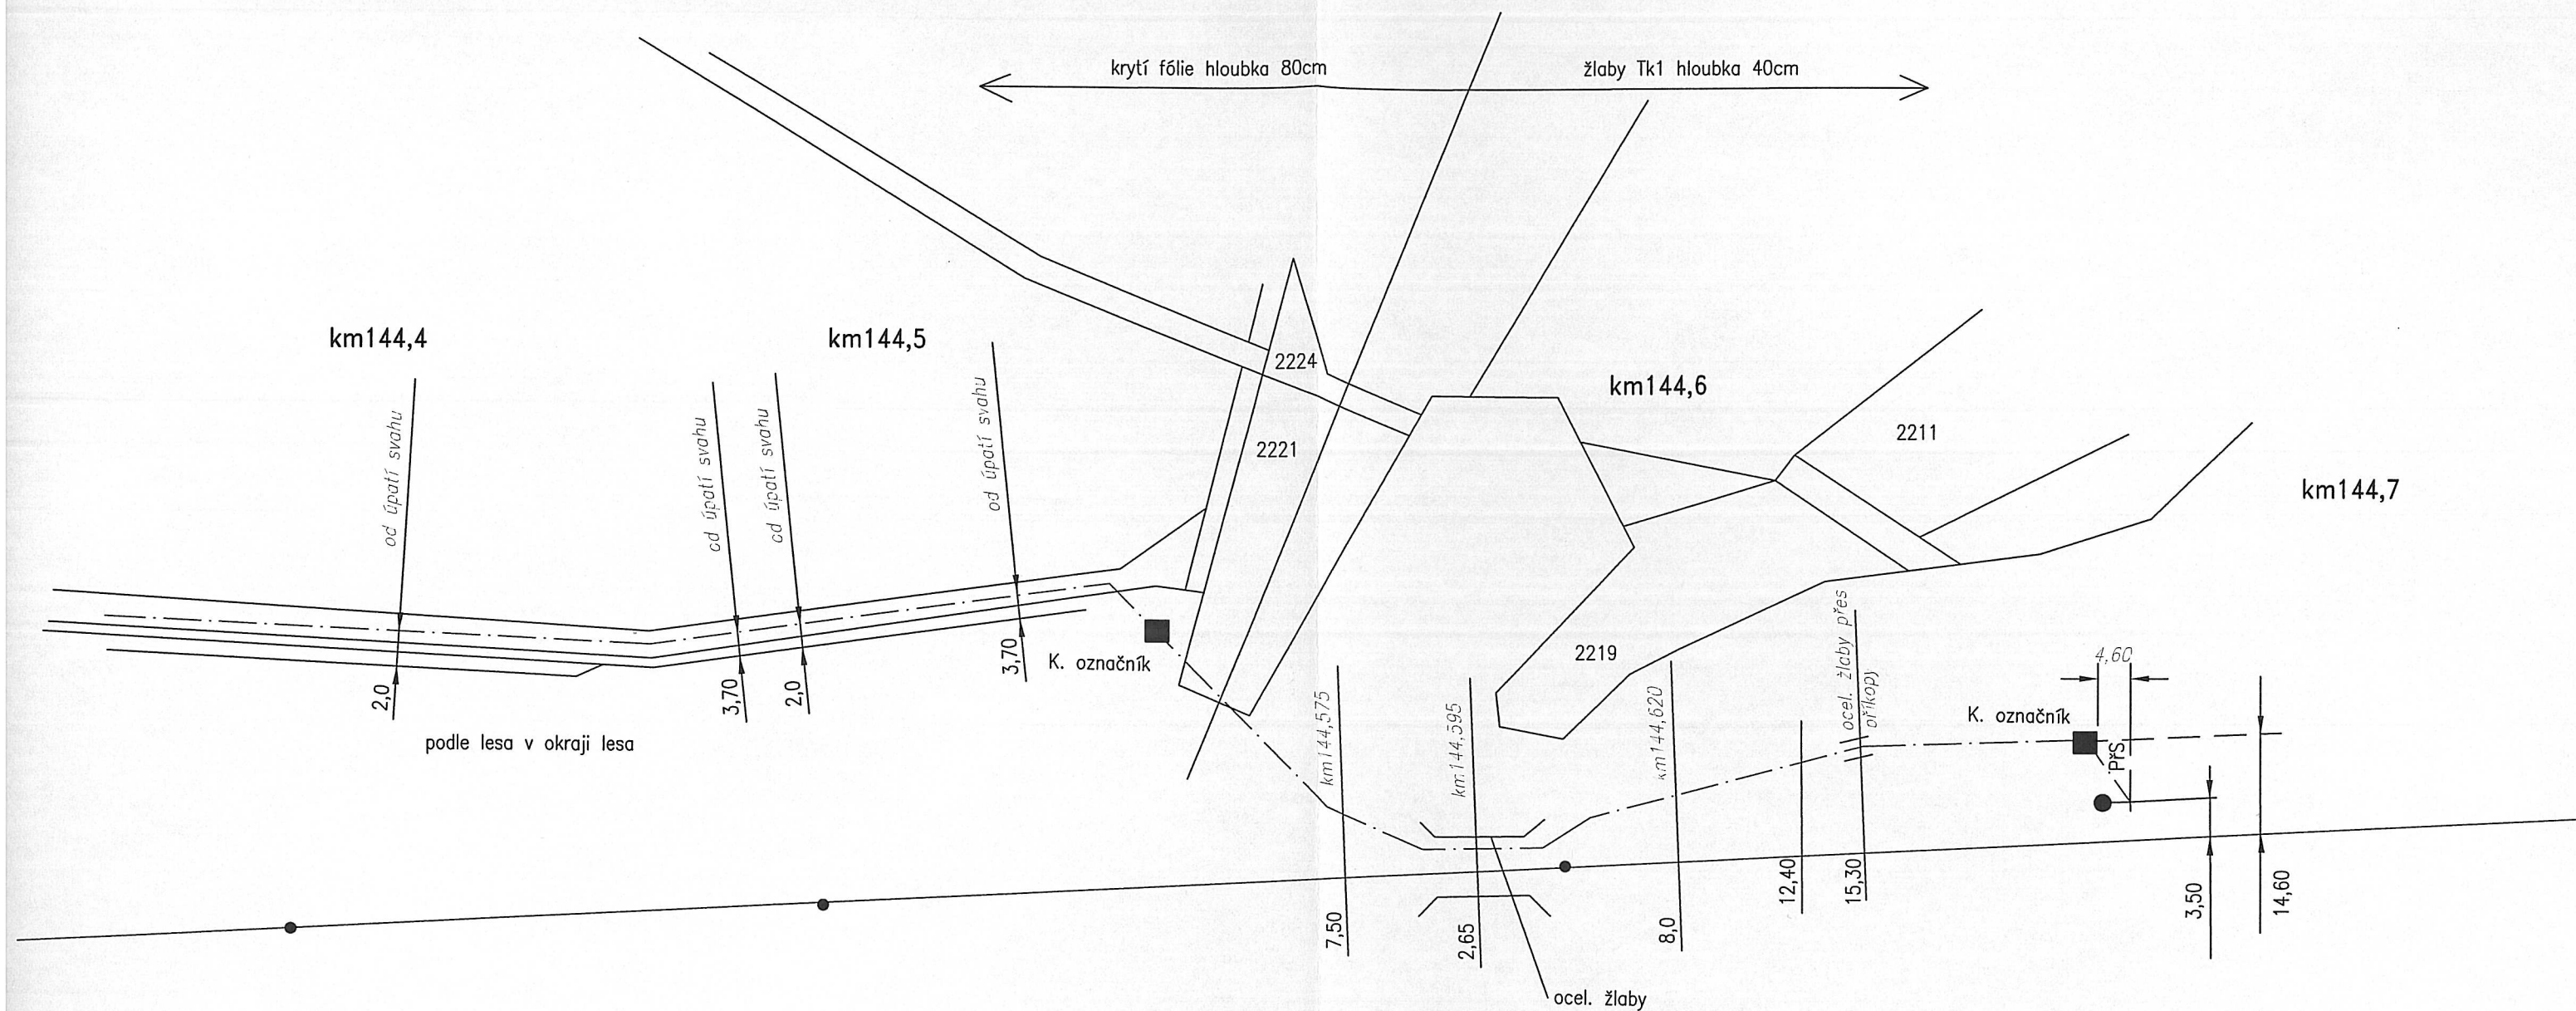 krytí fólie hloubka 80cm
žlaby Tk1 hloubka 40cm
km144,4
km144,5
km144,6
km144,7
2224
2221
2211
2219
od úpatí svahu
cd úpatí svahu
cd úpatí svahu
od úpatí svahu
2,0
3,70
2,0
3,70
K. označník
podle lesa v okraji lesa
km144,575
km144,595
km144,620
ocel. žlaby přes
příkopy
4,60
K. označník
PřS
7,50
2,65
8,0
12,40
15,30
3,50
14,60
ocel. žlaby